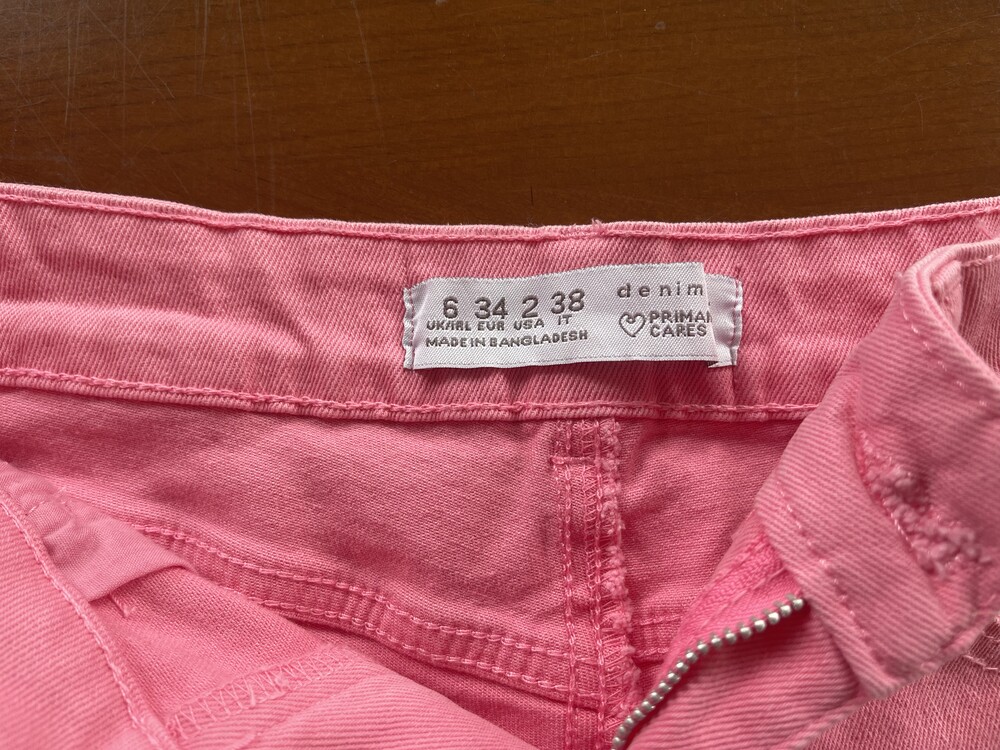 6 34 2 38
UK/IRL EUR USA IT
MADE IN BANGLADESH
denim
CARES